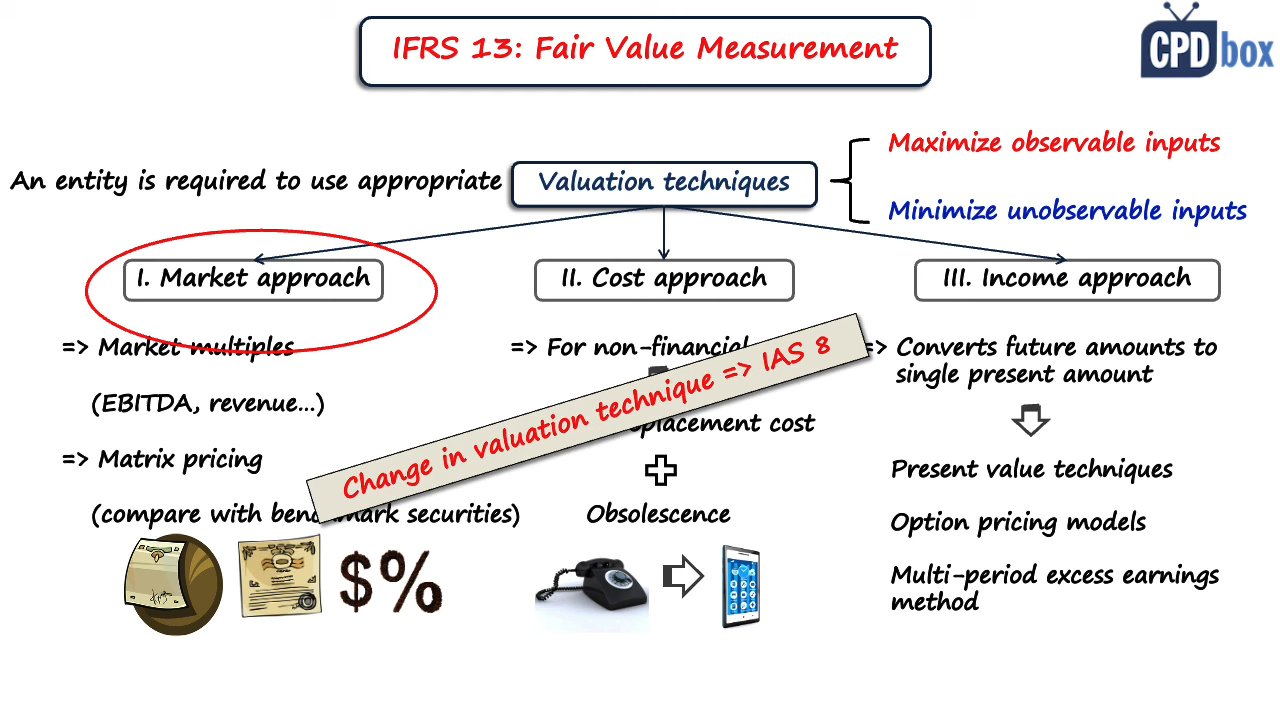 IFRS 13: Fair Value Measurement
CPD box
An entity is required to use appropriate
Valuation techniques
Maximize observable inputs
Minimize unobservable inputs
I. Market approach
=> Market multiples
(EBITDA, revenue...)
=> Matrix pricing
(compare with benchmark securities)
$%
II. Cost approach
=> For non-financial
replacement cost
Obsolescence
III. Income approach
=> Converts future amounts to
single present amount
Present value techniques
Option pricing models
Multi-period excess earnings
method
Change in valuation technique => IAS 8